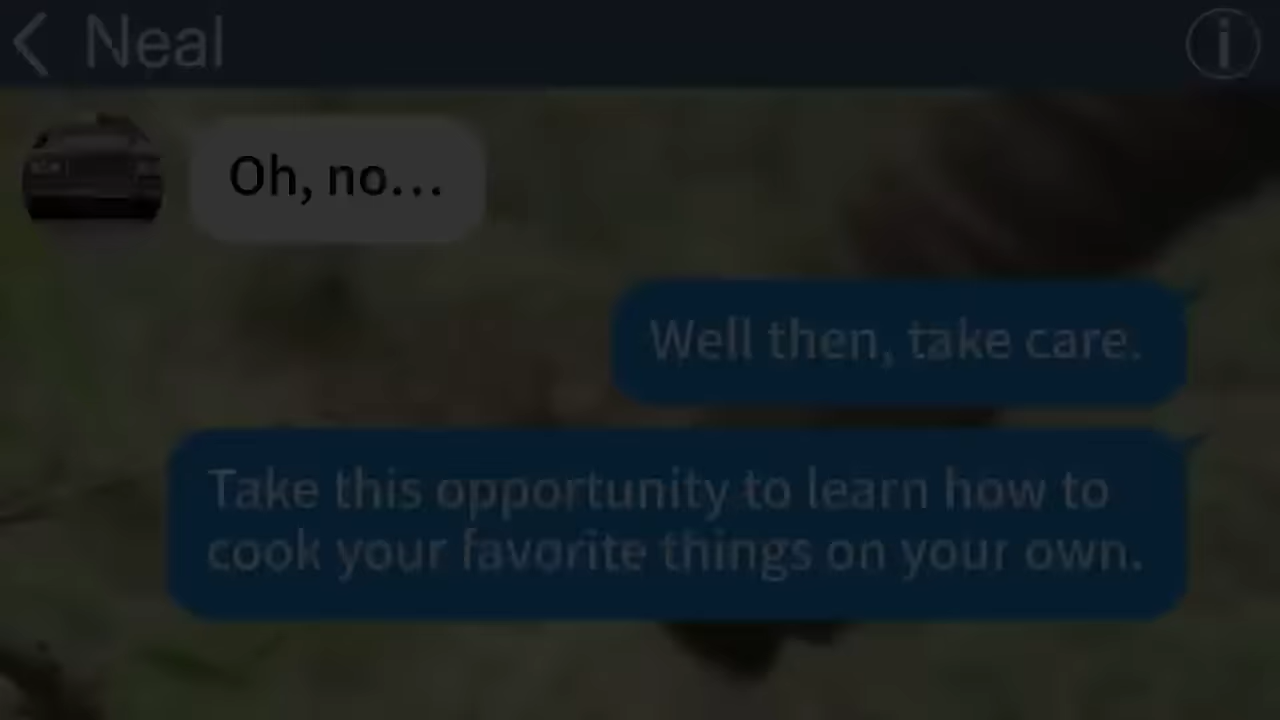 Neal
Oh, no...
Well then, take care.
Take this opportunity to learn how to
cook your favorite things on your own.